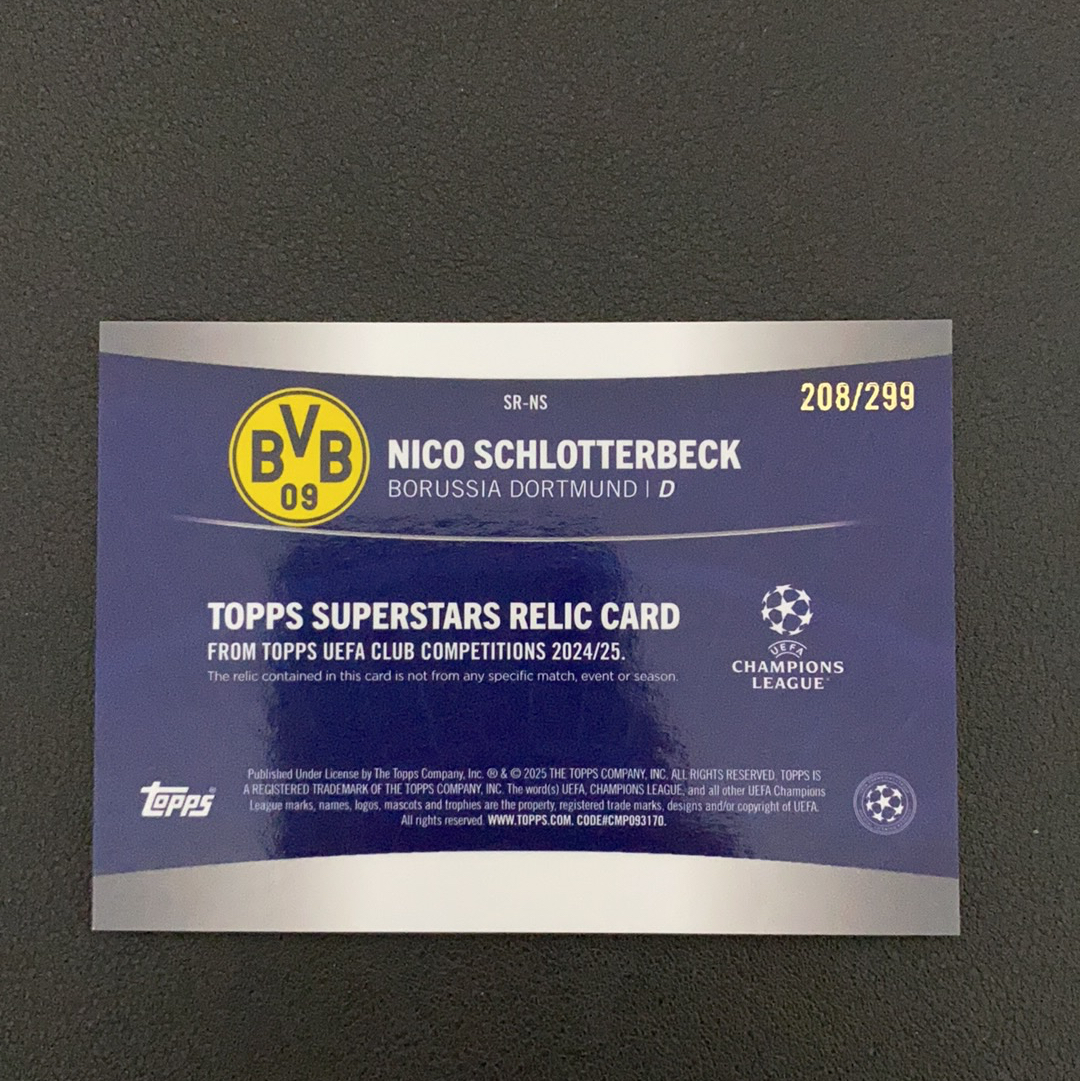 SR-NS
208/299
BVB
09
NICO SCHLOTTERBECK
BORUSSIA DORTMUND | D
TOPPS SUPERSTARS RELIC CARD
FROM TOPPS UEFA CLUB COMPETITIONS 2024/25.
The relic contained in this card is not from any specific match, event or season.
UEFA
CHAMPIONS
LEAGUE
Published Under License by The Topps Company, Inc. ® & © 2025 THE TOPPS COMPANY, INC. ALL RIGHTS RESERVED. TOPPS IS
A REGISTERED TRADEMARK OF THE TOPPS COMPANY, INC. The word(s) UEFA, CHAMPIONS LEAGUE, and all other UEFA Champions
League marks, names, logos, mascots and trophies are the property, registered trade marks, designs and/or copyright of UEFA.
All rights reserved. WWW.TOPPS.COM. CODE#CMP093170.
topps